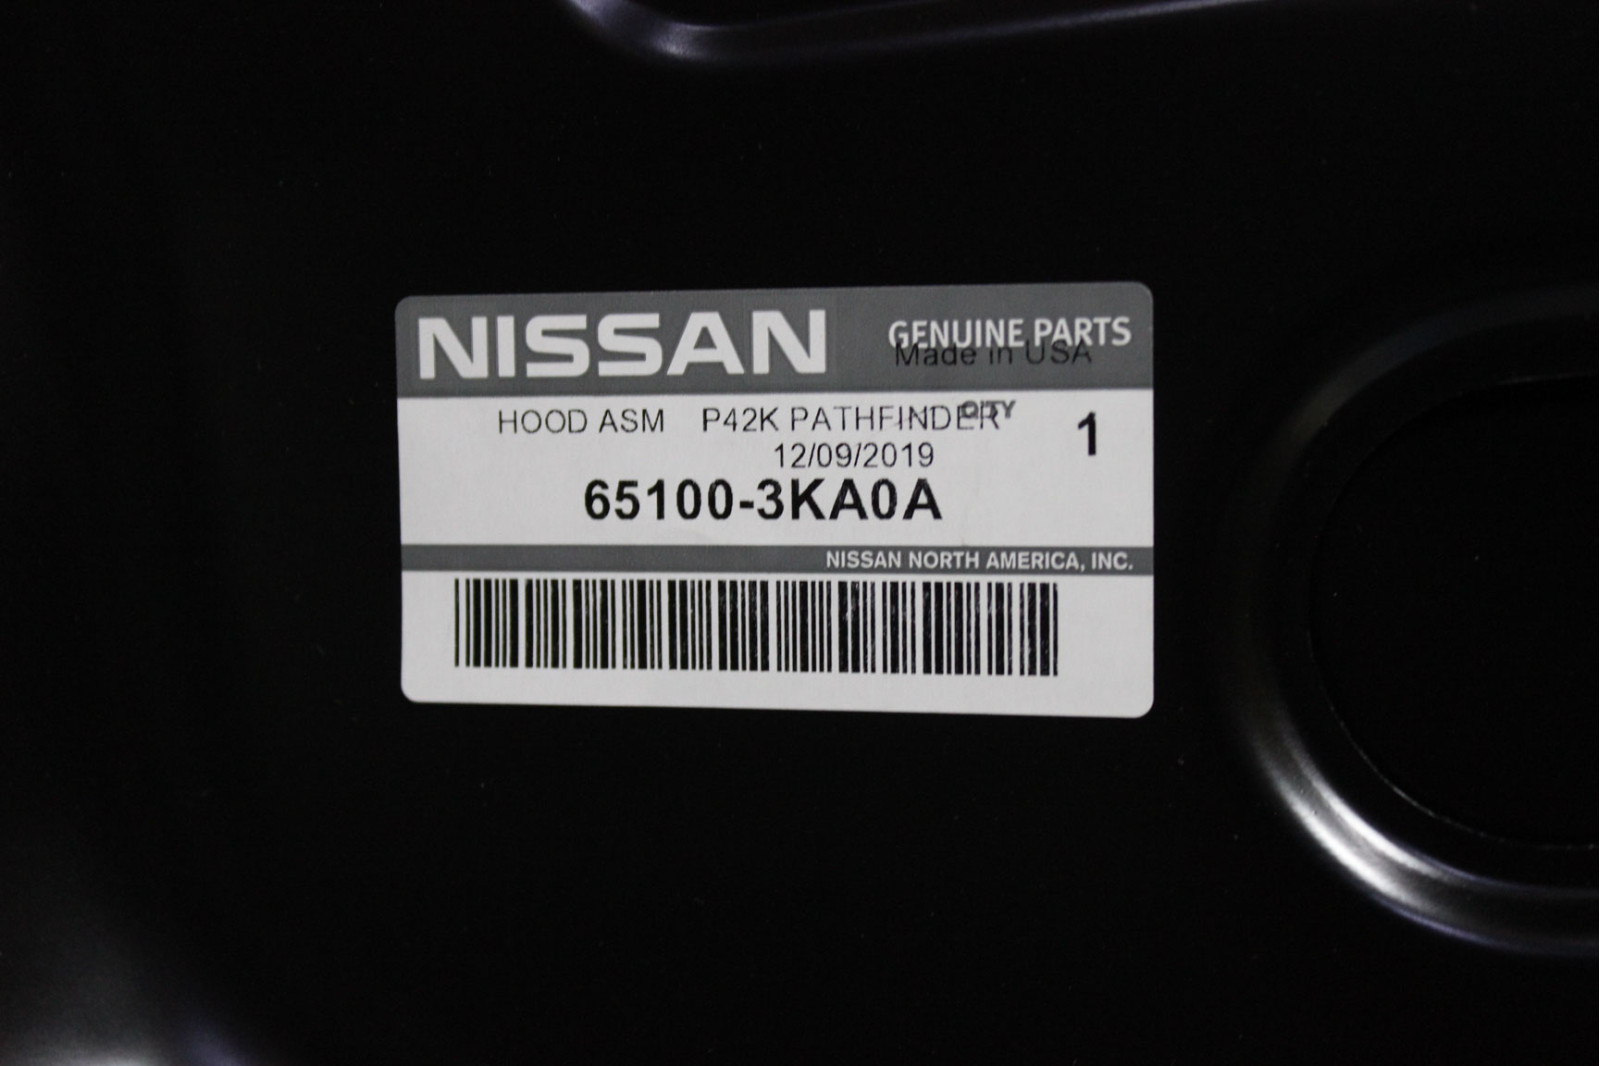 NISSAN GENUINE PARTS
Made in USA
HOOD ASM P42K PATHFINDER QTY 1
12/09/2019
65100-3KA0A
NISSAN NORTH AMERICA, INC.